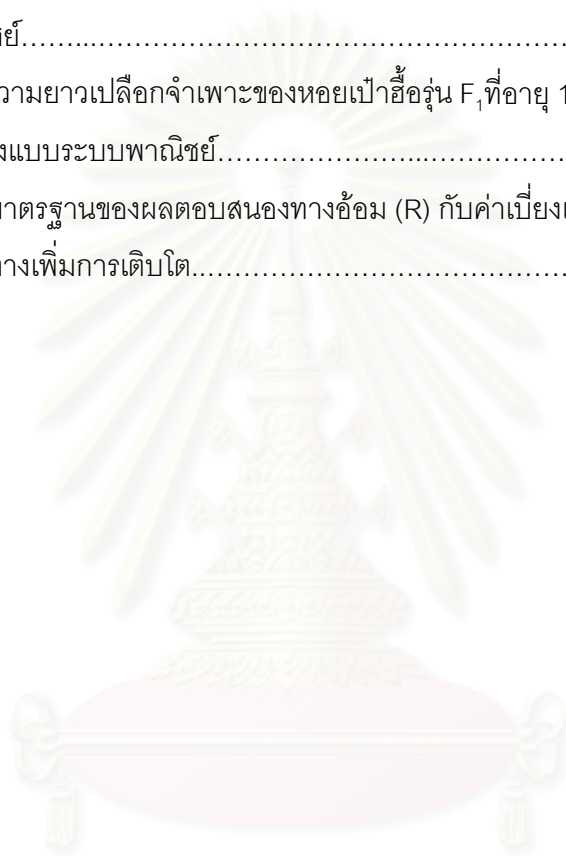 ชย์……...………………………………………………………
วามยาวเปลือกจำเพาะของหอยเป๋าฮื้อรุ่น F₁ที่อายุ 1
งแบบระบบพาณิชย์…………………...………………
าตรฐานของผลตอบสนองทางอ้อม (R) กับค่าเบี่ยงเ
างเพิ่มการเติบโต..……………………………………